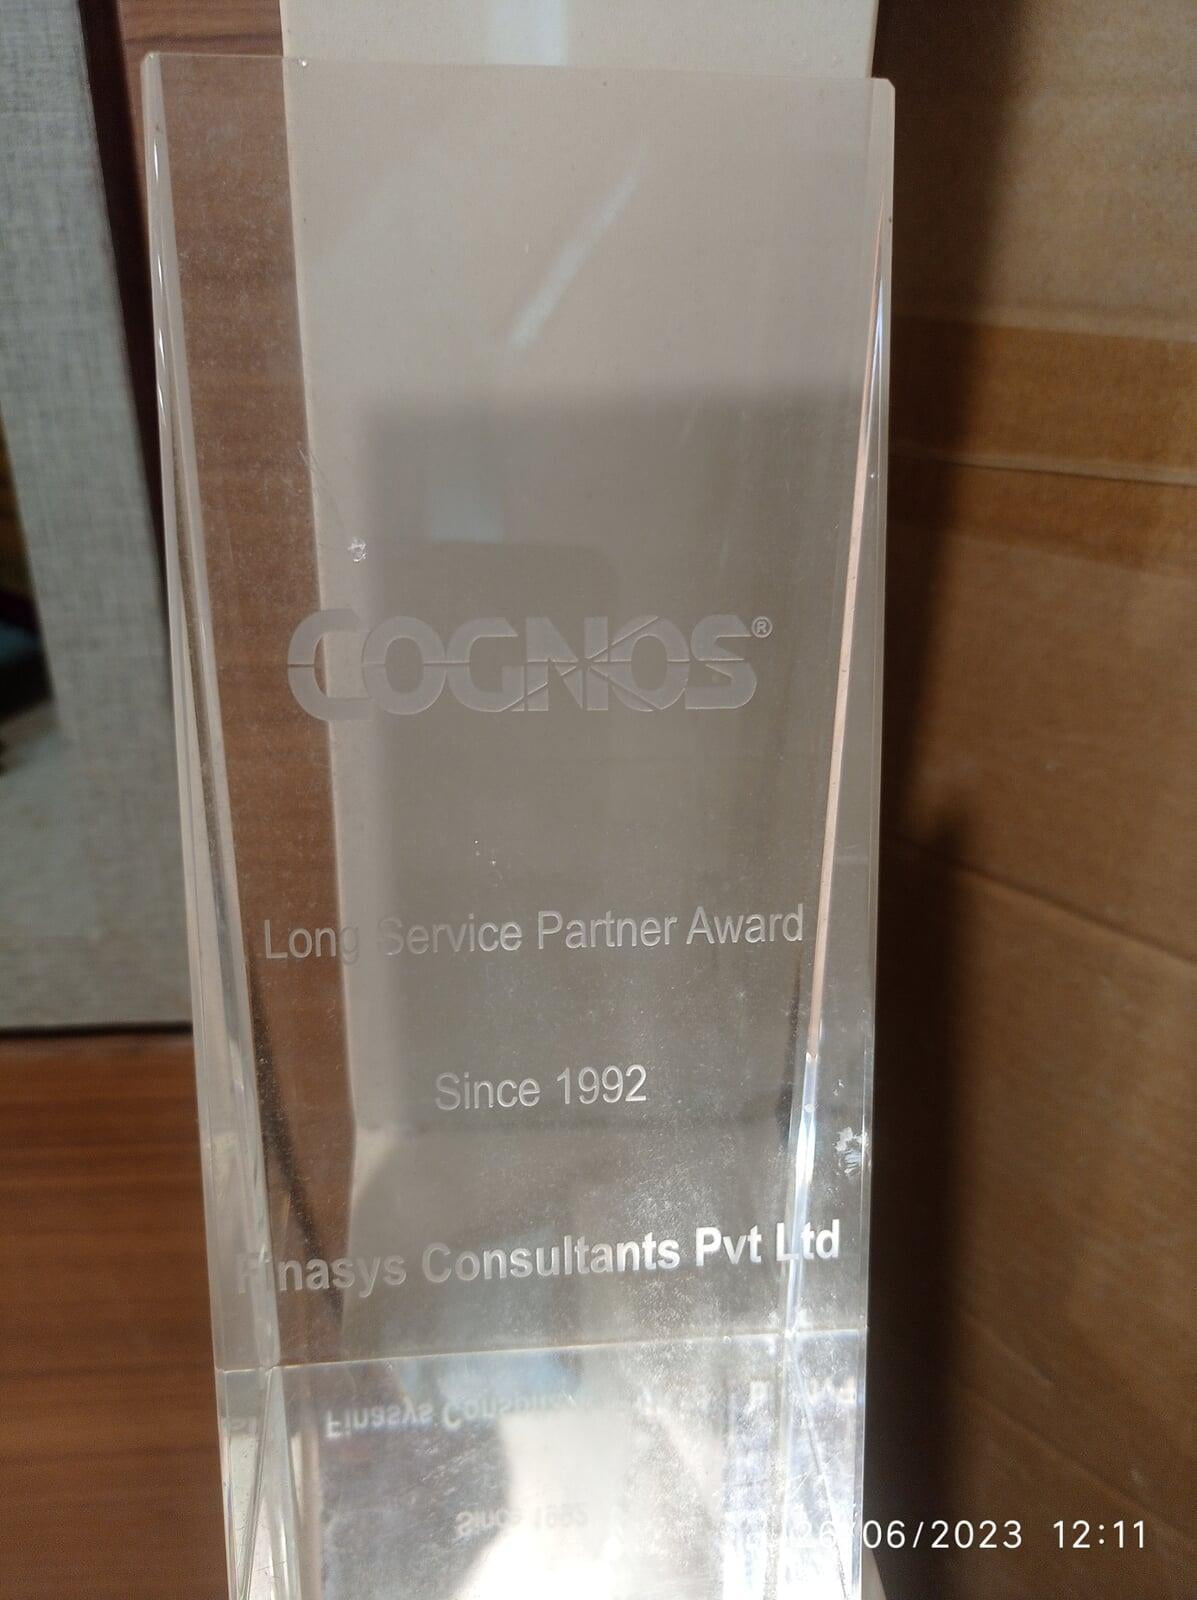 COGNOS®
Long Service Partner Award
Since 1992
Finasys Consultants Pvt Ltd
26/06/2023 12:11